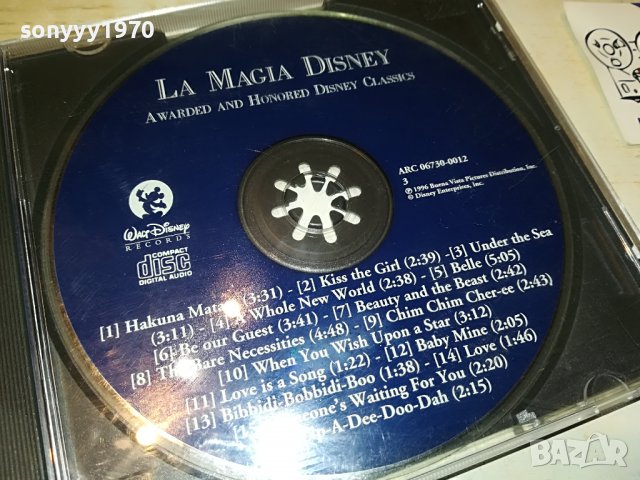 sonyyy1970
LA MAGIA DISNEY
AWARDED AND HONORED DISNEY CLASSICS
ARC 06730-0012
3
℗ 1996 Buena Vista Pictures Distribution, Inc.
© Disney Enterprises, Inc.
WALT DISNEY
RECORDS
COMPACT
disc
DIGITAL AUDIO
[1] Hakuna (3:31) - [2] Kiss the Girl (2:39) - [3] Under the Sea
(3:11) - [4] Whole New World (2:38) - [5] Belle (5:05)
[6] Be our Guest (3:41) - [7] Beauty and the Beast (2:42)
[8] The Bare Necessities (4:48) - [9] Chim Chim Cher-ee (2:43)
[10] When You Wish Upon a Star (3:12)
[11] Love is a Song (1:22) - [12] Baby Mine (2:05)
[13] Bibbidi-Bobbidi-Boo (1:38) - [14] Love (1:46)
Waiting For You (2:20)
A-Dee-Doo-Dah (2:15)
BAZAR
bg